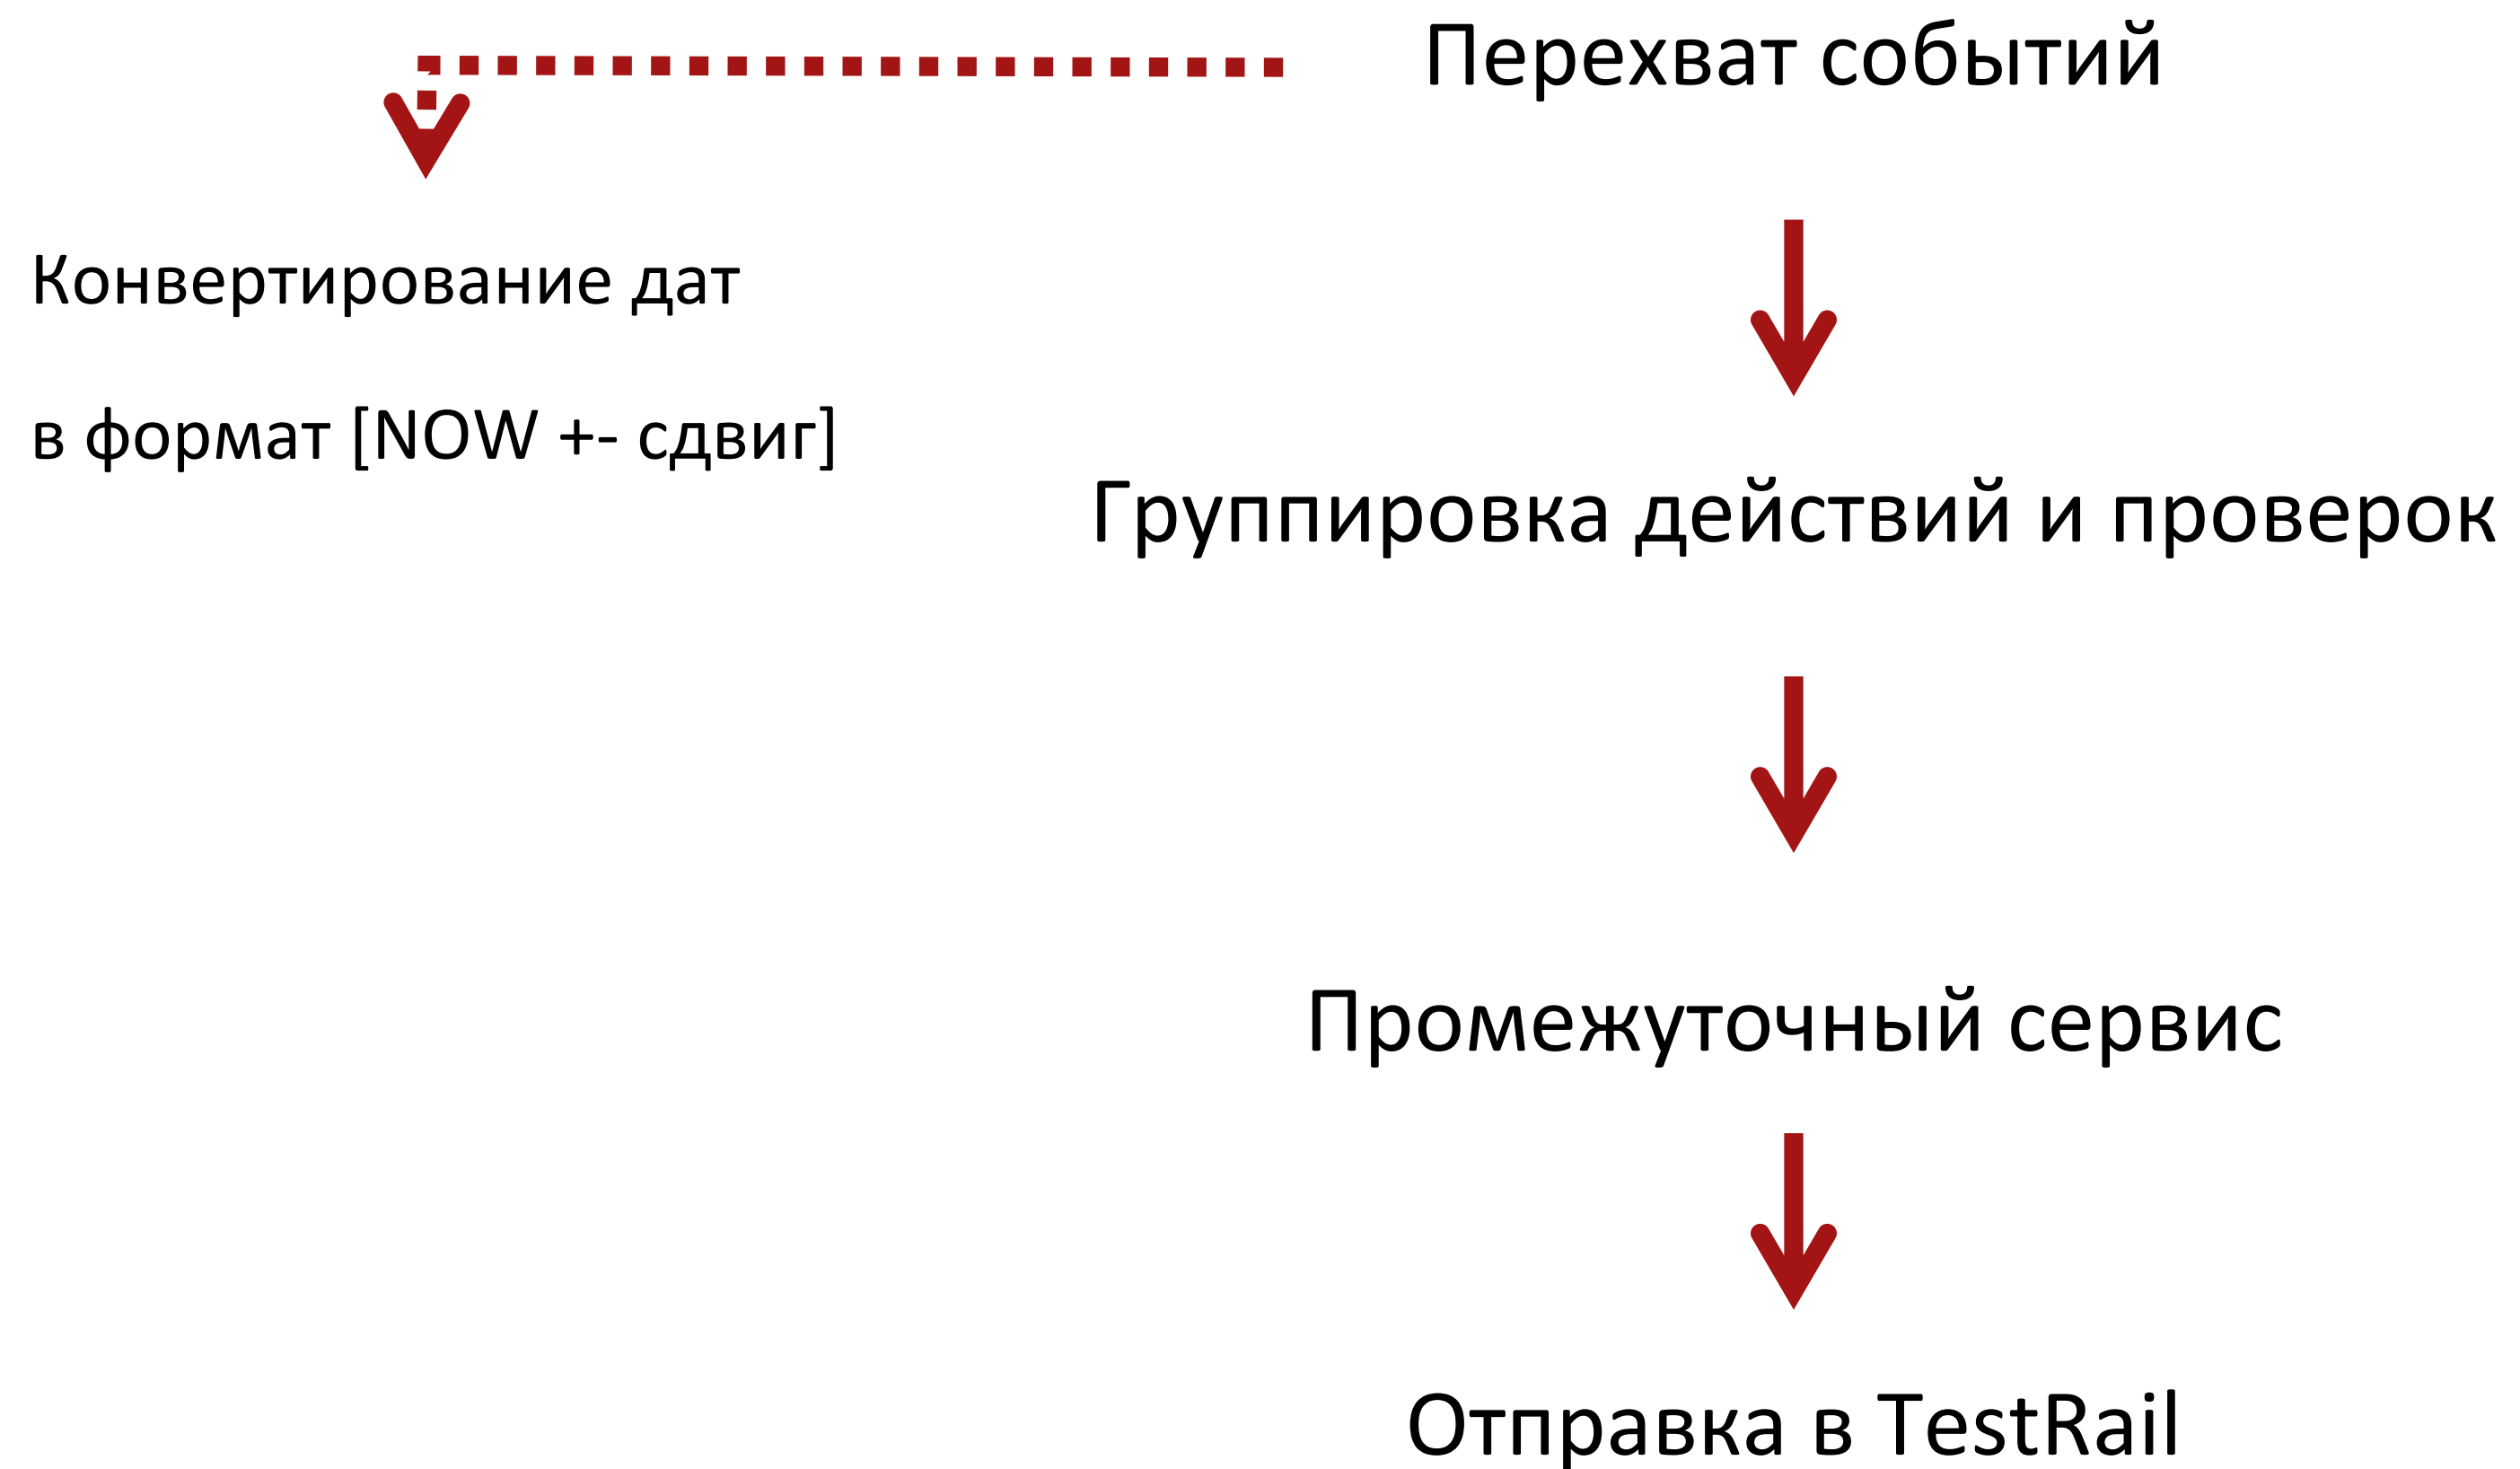 Перехват событий
Конвертирование дат
в формат [NOW +- сдвиг]
Группировка действий и проверок
Промежуточный сервис
Отправка в TestRail